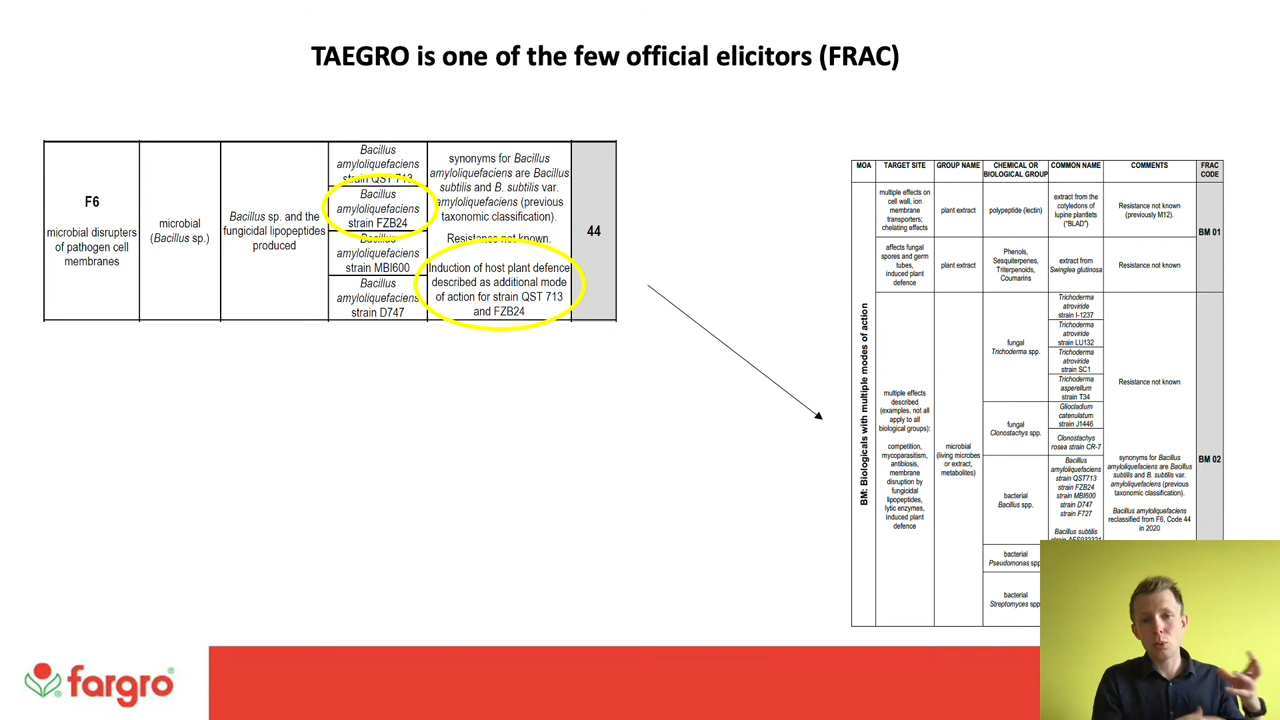 TAEGRO is one of the few official elicitors (FRAC)
F6
microbial disrupters
of pathogen cell
membranes
microbial
(Bacillus sp.)
Bacillus sp. and the
fungicidal lipopeptides
produced
Bacillus
amyloliquefaciens
strain QST 713
Bacillus
amyloliquefaciens
strain FZB24
Bacillus
amyloliquefaciens
strain MBI600
Bacillus
amyloliquefaciens
strain D747
synonyms for Bacillus
amyloliquefaciens are Bacillus
subtilis and B. subtilis var.
amyloliquefaciens (previous
taxonomic classification).
Resistance not known.
Induction of host plant defence
described as additional mode
of action for strain QST 713
and FZB24
44
MOA
TARGET SITE
GROUP NAME
CHEMICAL OR
BIOLOGICAL GROUP
COMMON NAME
COMMENTS
FRAC
CODE
BM: Biologicals with multiple modes of action
multiple effects on
cell wall, ion
membrane
transporters;
chelating effects
plant extract
polypeptide (lectin)
extract from the
cotyledons of
lupine plantlets
("BLAD")
Resistance not known
(previously M12).
BM 01
affects fungal
spores and germ
tubes,
induced plant
defence
plant extract
Phenols,
Sesquiterpenes,
Triterpenoids,
Coumarins
extract from
Swinglea glutinosa
Resistance not known
multiple effects
described
(examples, not all
apply to all
biological groups):
competition,
mycoparasitism,
antibiosis,
membrane
disruption by
fungicidal
lipopeptides,
lytic enzymes,
induced plant
defence
microbial
(living microbes
or extract,
metabolites)
fungal
Trichoderma spp.
Trichoderma
atroviride
strain I-1237
Trichoderma
atroviride
strain LU132
Trichoderma
atroviride
strain SC1
Trichoderma
asperellum
strain T34
Resistance not known
fungal
Clonostachys spp.
Gliocladium
catenulatum
strain J1446
Clonostachys
rosea strain CR-7
bacterial
Bacillus spp.
Bacillus
amyloliquefaciens
strain QST713
strain FZB24
strain MBI600
strain D747
strain F727
Bacillus subtilis
synonyms for Bacillus
amyloliquefaciens are Bacillus
subtilis and B. subtilis var.
amyloliquefaciens (previous
taxonomic classification).
Bacillus amyloliquefaciens
reclassified from F6, Code 44
in 2020
BM 02
bacterial
Pseudomonas spp
bacterial
Streptomyces spp
fargro®